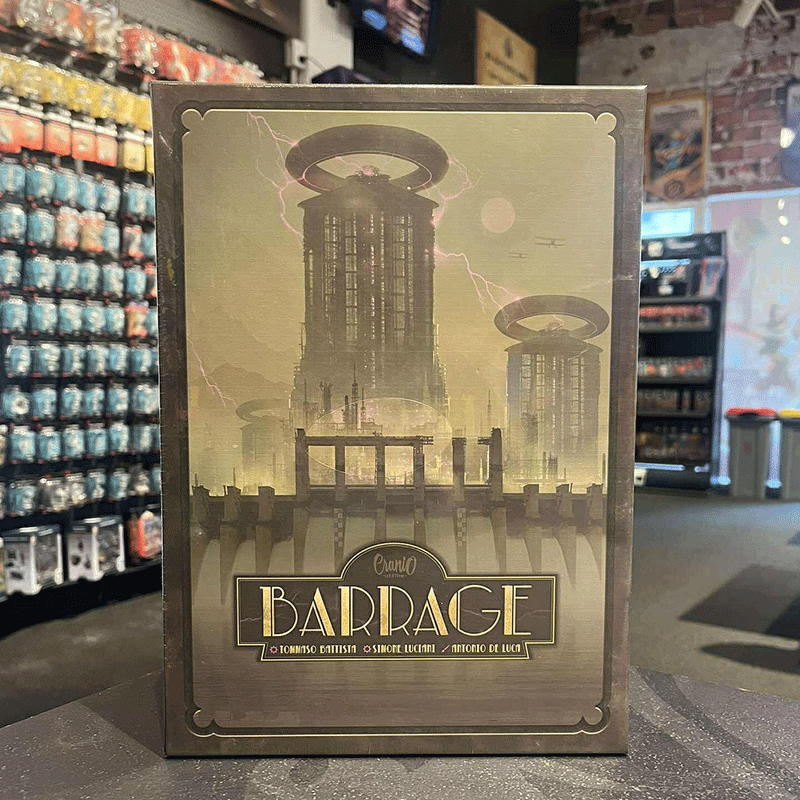 Cranio
BARRAGE
TOMMASO BATTISTA SIMONE LUCIANI ANTONIO DE LUCA